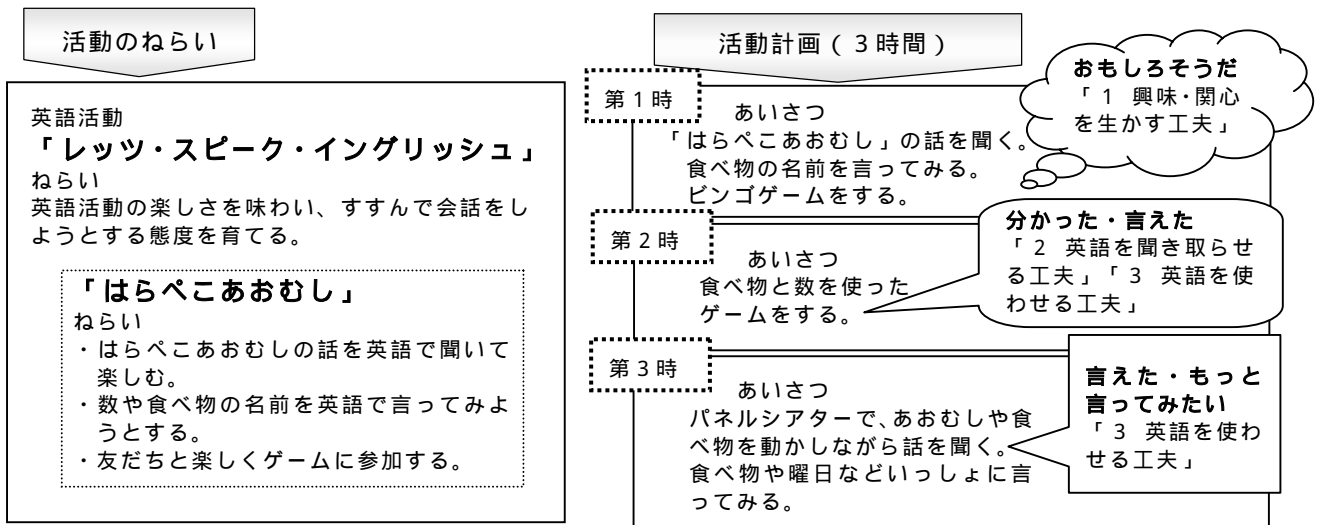 活動のねらい
英語活動
「レッツ・スピーク・イングリッシュ」
ねらい
英語活動の楽しさを味わい、すすんで会話をし
ようとする態度を育てる。
「はらぺこあおむし」
ねらい
・はらぺこあおむしの話を英語で聞いて
楽しむ。
・数や食べ物の名前を英語で言ってみよ
うとする。
・友だちと楽しくゲームに参加する。
活動計画(3時間)
第1時
あいさつ
「はらぺこあおむし」の話を聞く。
食べ物の名前を言ってみる。
ビンゴゲームをする。
おもしろそうだ
「1 興味・関心
を生かす工夫」
第2時
あいさつ
食べ物と数を使った
ゲームをする。
分かった・言えた
「2 英語を聞き取らせ
る工夫」「3 英語を使
わせる工夫」
第3時
あいさつ
パネルシアターで、あおむしや食
べ物を動かしながら話を聞く。
食べ物や曜日などいっしょに言
ってみる。
言えた・もっと
言ってみたい
「3 英語を使わ
せる工夫」